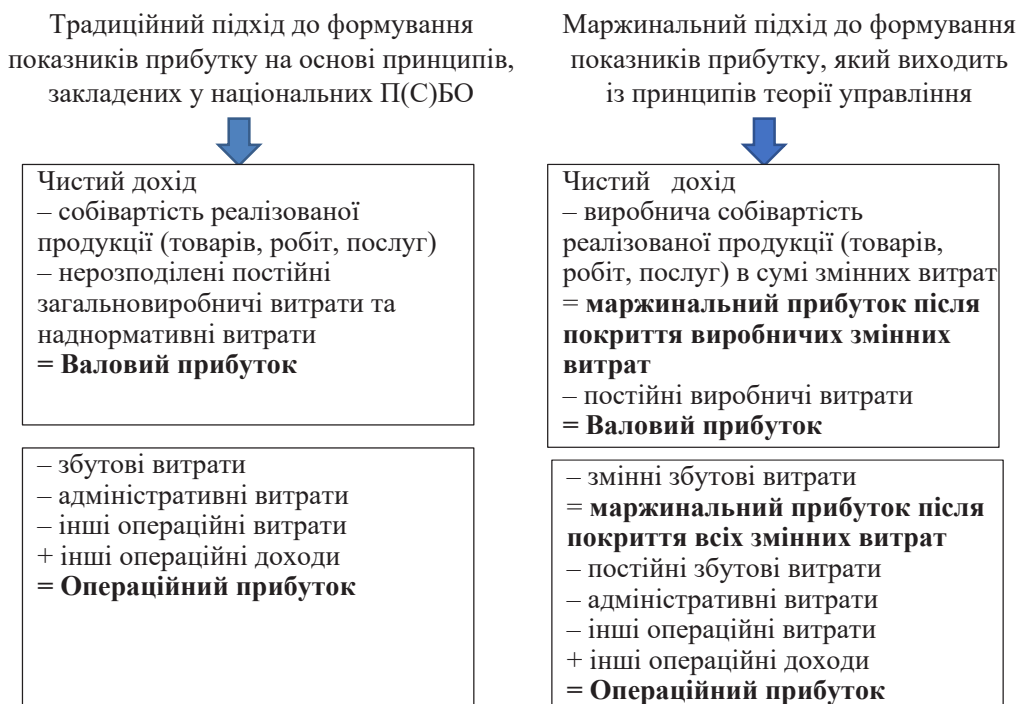 Традиційний підхід до формування
показників прибутку на основі принципів,
закладених у національних П(С)БО
Чистий дохід
– собівартість реалізованої
продукції (товарів, робіт, послуг)
– нерозподілені постійні
загальновиробничі витрати та
наднормативні витрати
= Валовий прибуток
– збутові витрати
– адміністративні витрати
– інші операційні витрати
+ інші операційні доходи
= Операційний прибуток
Маржинальний підхід до формування
показників прибутку, який виходить
із принципів теорії управління
Чистий дохід
– виробнича собівартість
реалізованої продукції (товарів,
робіт, послуг) в сумі змінних витрат
= маржинальний прибуток після
покриття виробничих змінних
витрат
– постійні виробничі витрати
= Валовий прибуток
– змінні збутові витрати
= маржинальний прибуток після
покриття всіх змінних витрат
– постійні збутові витрати
– адміністративні витрати
– інші операційні витрати
+ інші операційні доходи
= Операційний прибуток